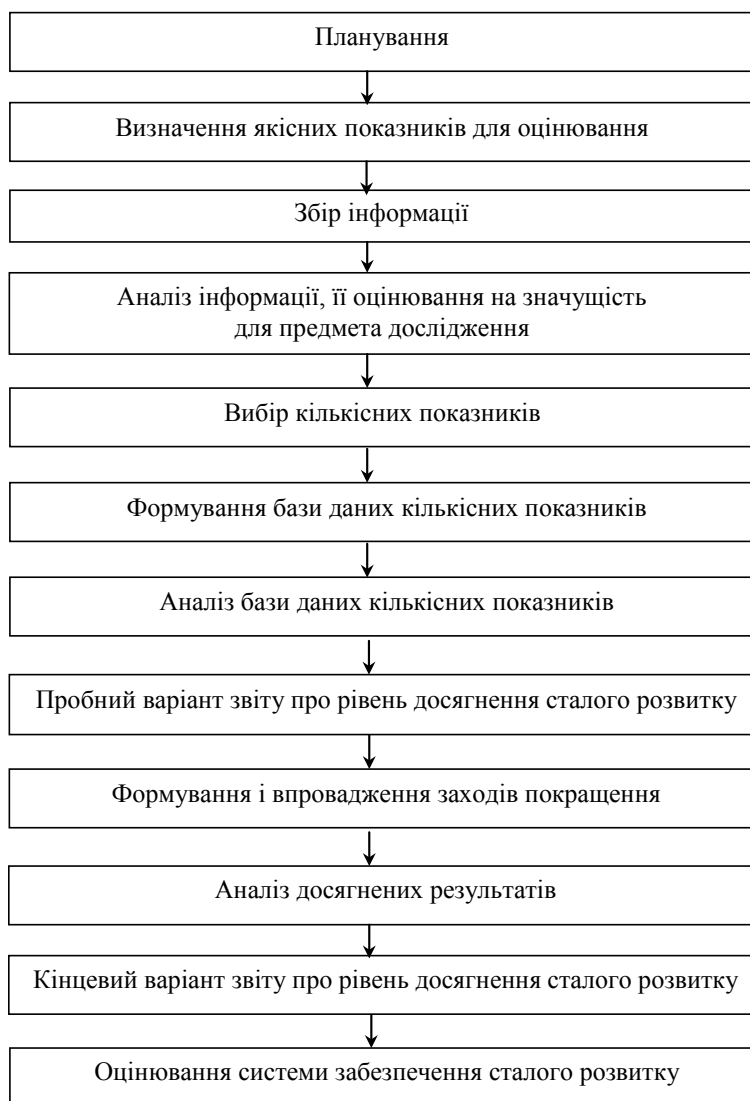 Планування
Визначення якісних показників для оцінювання
Збір інформації
Аналіз інформації, її оцінювання на значущість
для предмета дослідження
Вибір кількісних показників
Формування бази даних кількісних показників
Аналіз бази даних кількісних показників
Пробний варіант звіту про рівень досягнення сталого розвитку
Формування і впровадження заходів покращення
Аналіз досягнених результатів
Кінцевий варіант звіту про рівень досягнення сталого розвитку
Оцінювання системи забезпечення сталого розвитку